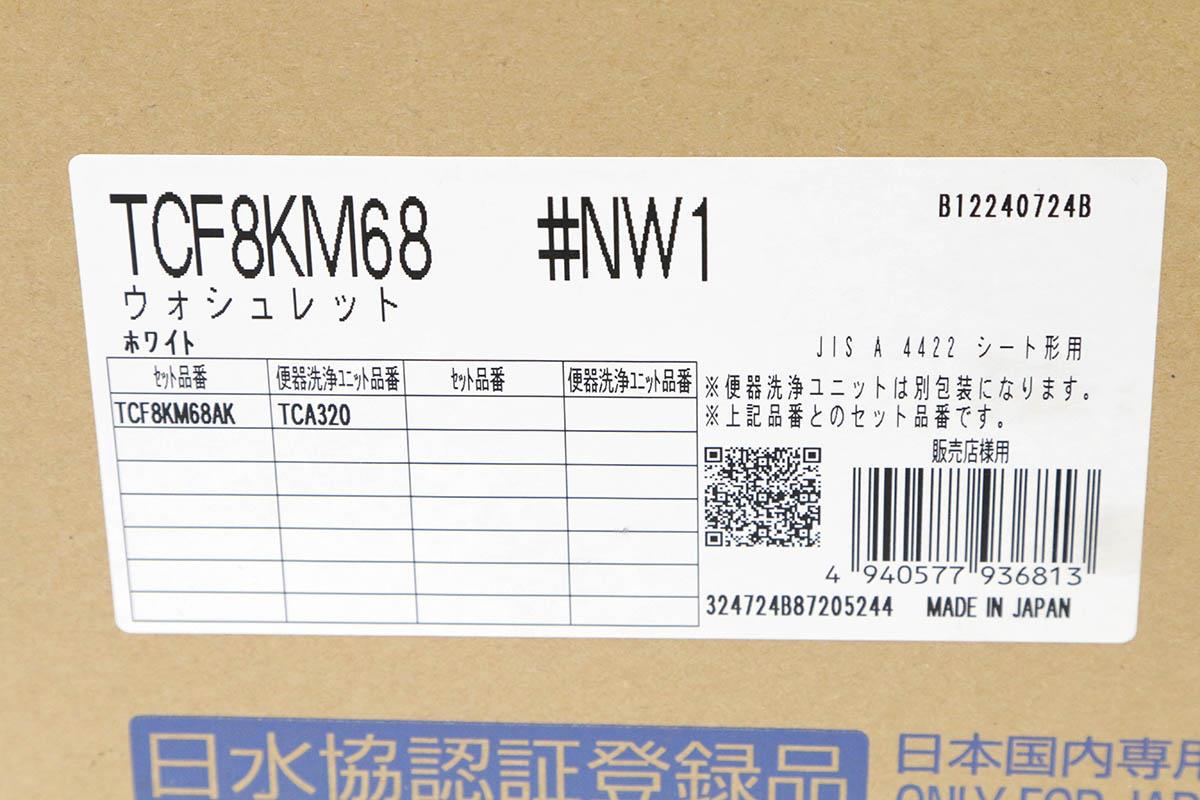 TCF8KM68 #NW1 B12240724B
ウォシュレット
ホワイト
JIS A 4422 シート形用
セット品番 便器洗浄ユニット品番 セット品番 便器洗浄ユニット品番
TCF8KM68AK TCA320
※便器洗浄ユニットは別包装になります。
※上記品番とのセット品番です。
販売店様用
4 940577 936813
324724B87205244 MADE IN JAPAN
日水協認証登録品
日本国内専用
ONLY FOR JAP